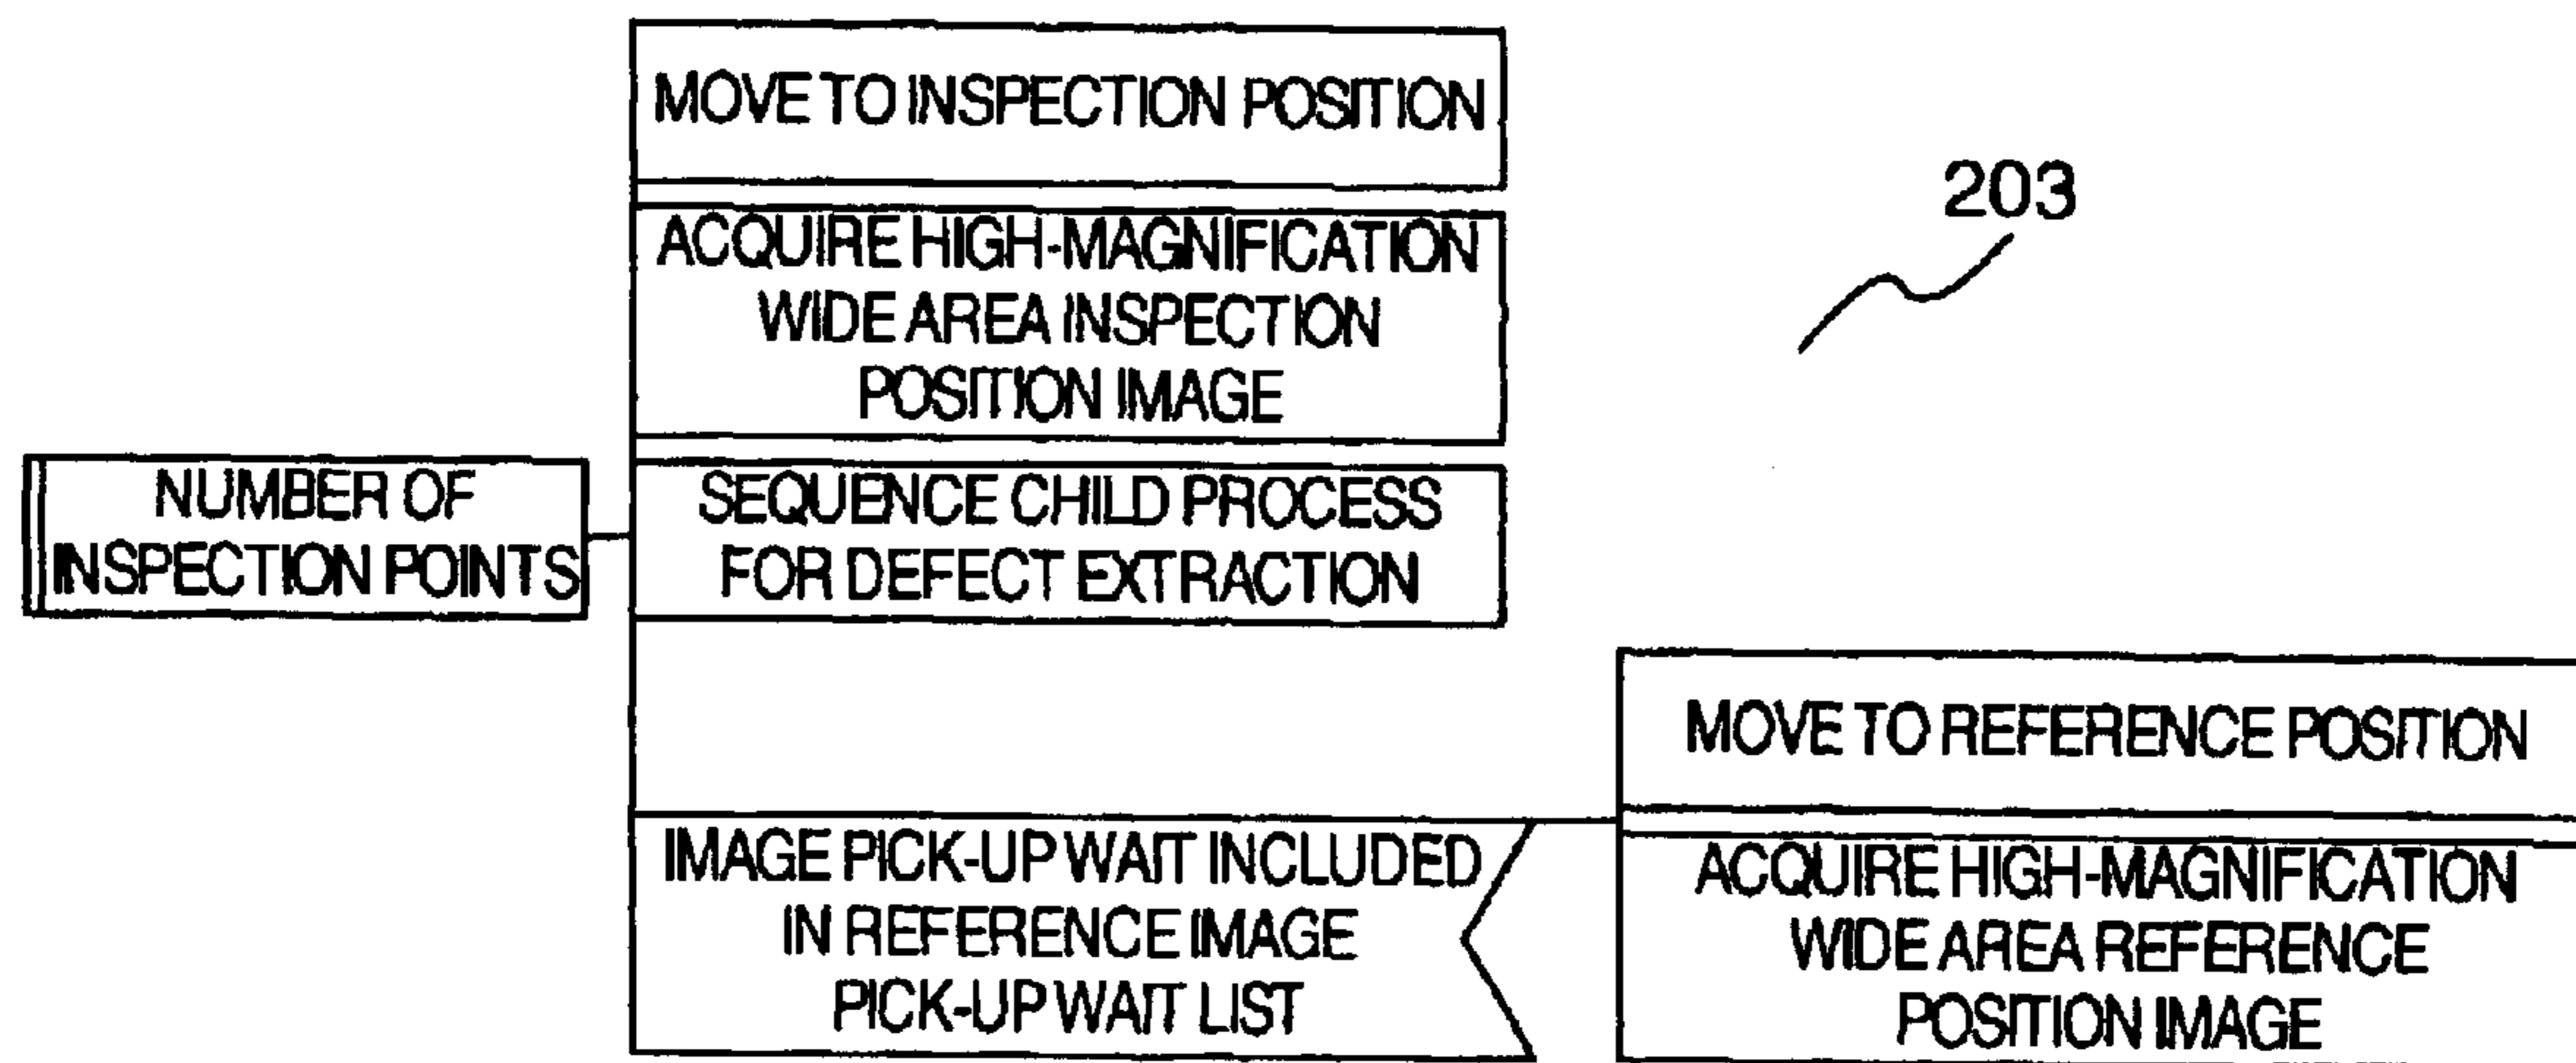 MOVE TO INSPECTION POSITION
203
ACQUIRE HIGH-MAGNIFICATION
WIDE AREA INSPECTION
POSITION IMAGE
NUMBER OF
INSPECTION POINTS
SEQUENCE CHILD PROCESS
FOR DEFECT EXTRACTION
IMAGE PICK-UP WAIT INCLUDED
IN REFERENCE IMAGE
PICK-UP WAIT LIST
MOVE TO REFERENCE POSITION
ACQUIRE HIGH-MAGNIFICATION
WIDE AREA REFERENCE
POSITION IMAGE